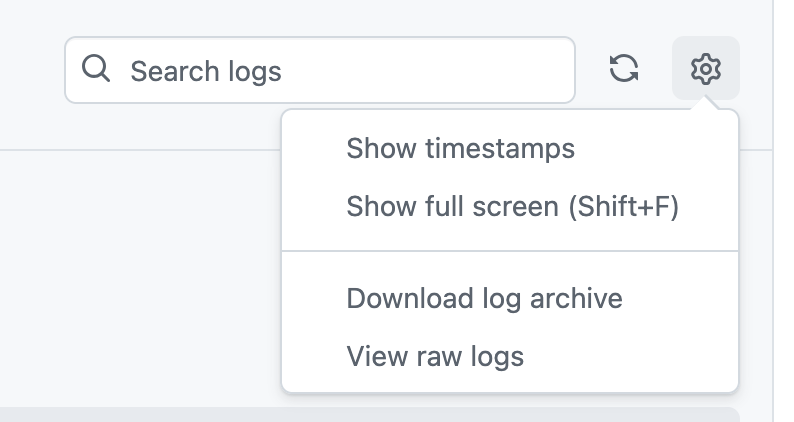 Search logs
Show timestamps
Show full screen (Shift+F)
Download log archive
View raw logs